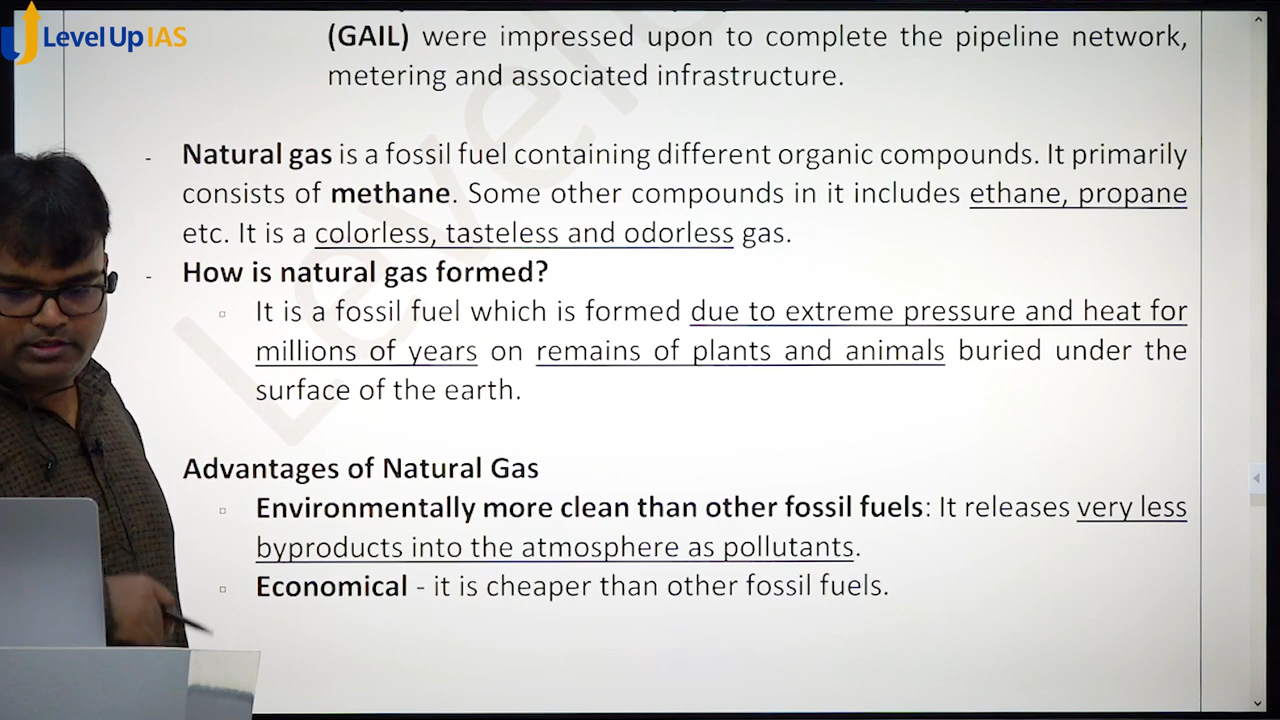 Level Up IAS
(GAIL) were impressed upon to complete the pipeline network,
metering and associated infrastructure.
- Natural gas is a fossil fuel containing different organic compounds. It primarily
consists of methane. Some other compounds in it includes ethane, propane
etc. It is a colorless, tasteless and odorless gas.
- How is natural gas formed?
It is a fossil fuel which is formed due to extreme pressure and heat for
millions of years on remains of plants and animals buried under the
surface of the earth.
Advantages of Natural Gas
Environmentally more clean than other fossil fuels: It releases very less
byproducts into the atmosphere as pollutants.
Economical - it is cheaper than other fossil fuels.